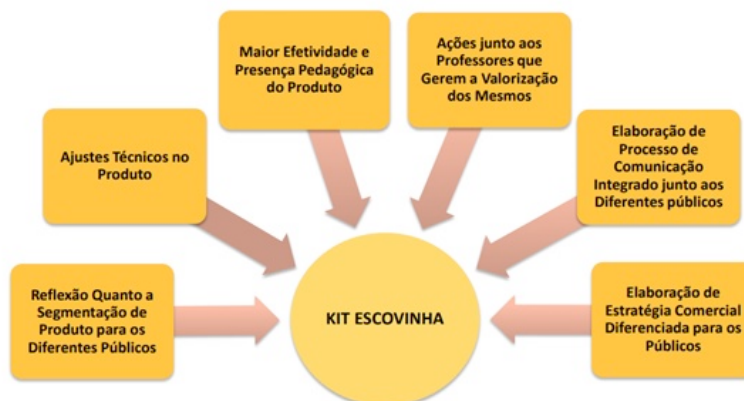 Maior Efetividade e
Presença Pedagógica
do Produto
Ações junto aos
Professores que
Gerem a Valorização
dos Mesmos
Ajustes Técnicos no
Produto
Elaboração de
Processo de
Comunicação
Integrado junto aos
Diferentes públicos
Reflexão Quanto a
Segmentação de
Produto para os
Diferentes Públicos
KIT ESCOVINHA
Elaboração de
Estratégia Comercial
Diferenciada para os
Públicos